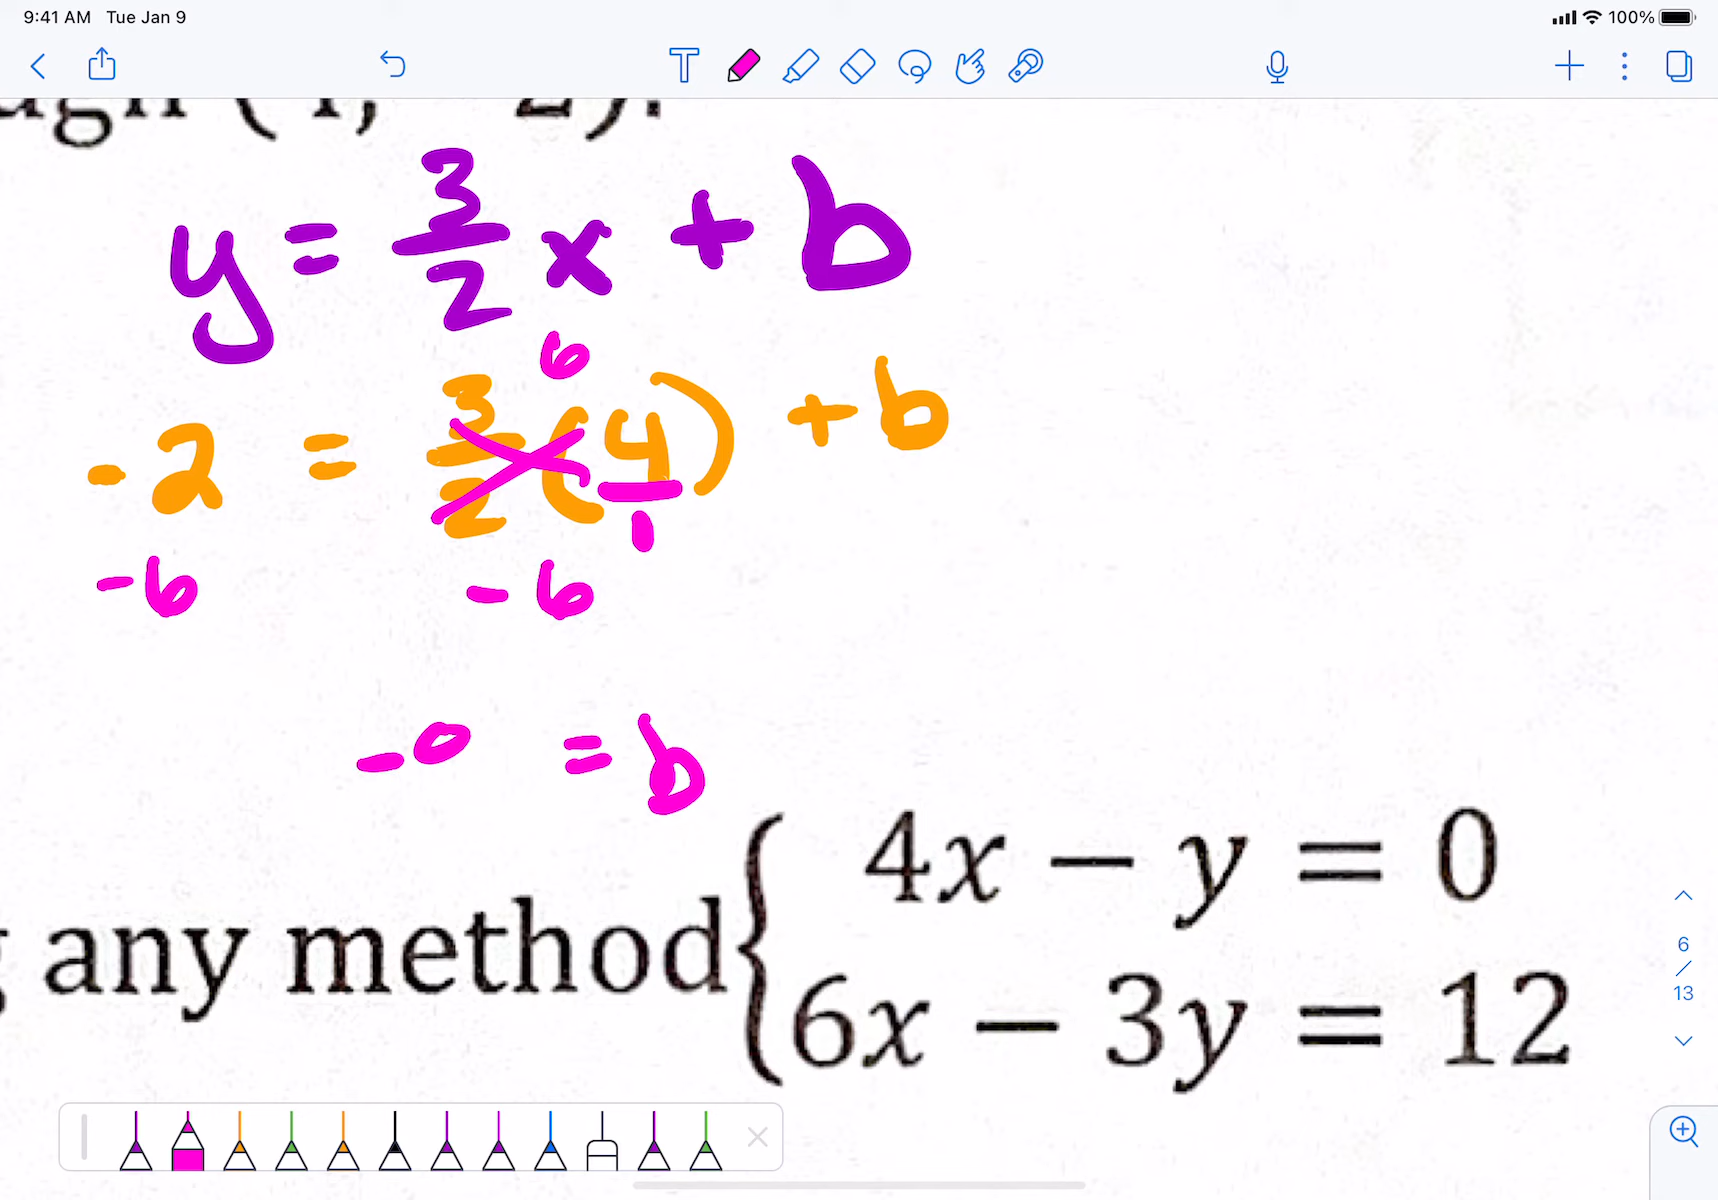 9:41 AM Tue Jan 9
100%
T
y = 3/2 x + b
6
-2 = 3/2 (4/1) + b
-6 -6
-0 = b
any method { 4x − y = 0
6x − 3y = 12
6
/
13